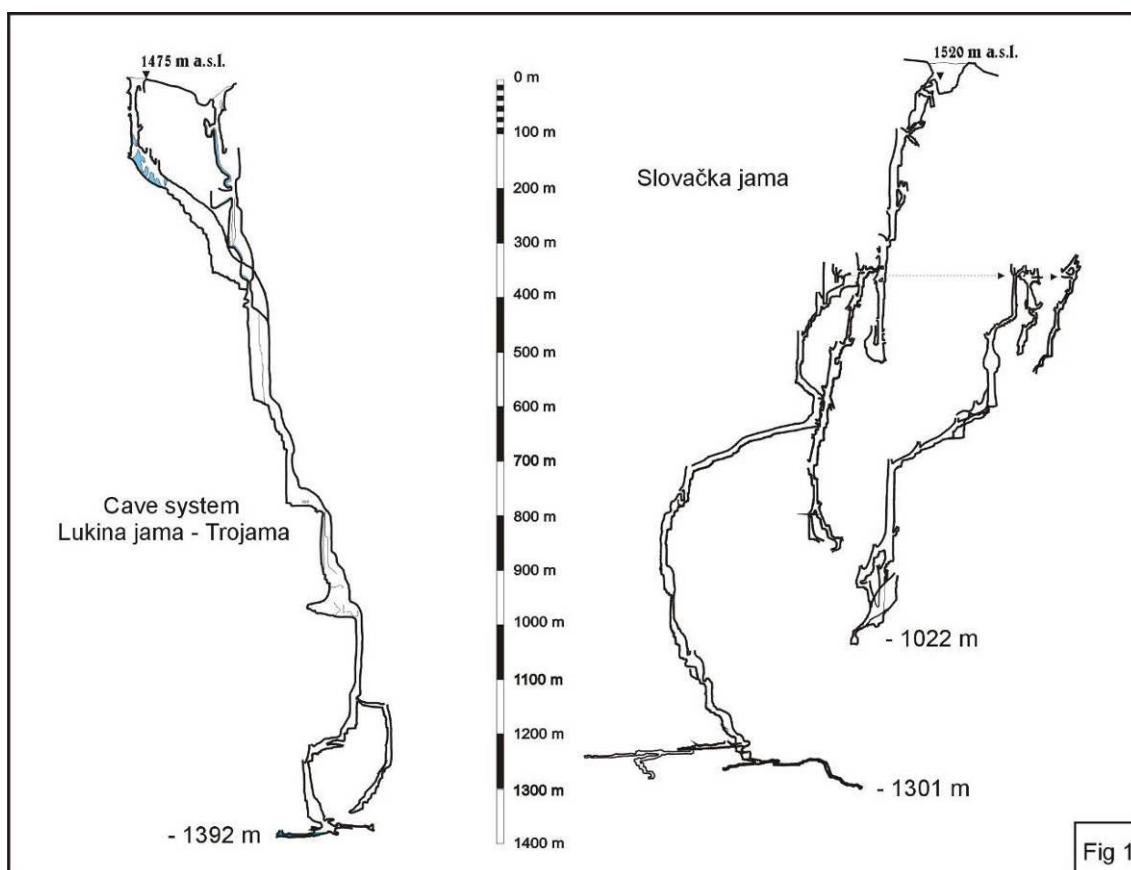 1475 m a.s.l.
1520 m a.s.l.
0 m
100 m
200 m
300 m
400 m
500 m
600 m
700 m
800 m
900 m
1000 m
1100 m
1200 m
1300 m
1400 m
Cave system
Lukina jama - Trojama
- 1392 m
Slovačka jama
- 1022 m
- 1301 m
Fig 1